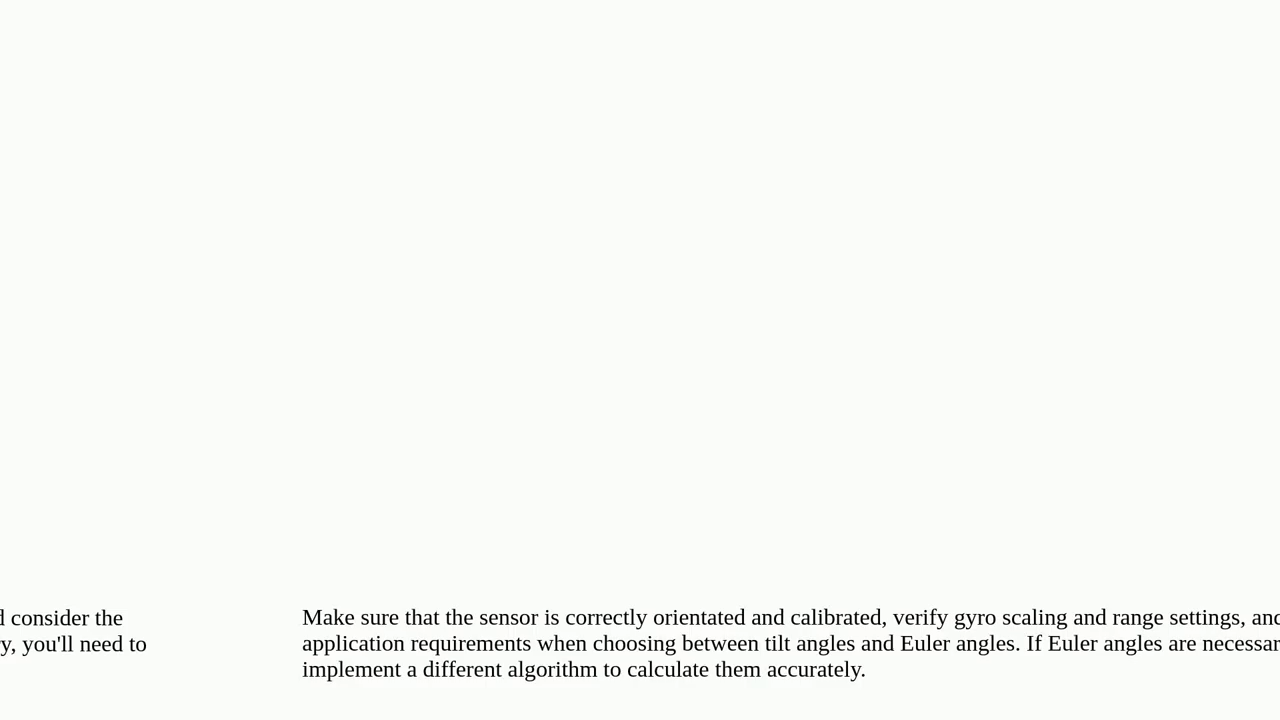 consider the
y, you'll need to
Make sure that the sensor is correctly orientated and calibrated, verify gyro scaling and range settings, and
application requirements when choosing between tilt angles and Euler angles. If Euler angles are necessar
implement a different algorithm to calculate them accurately.